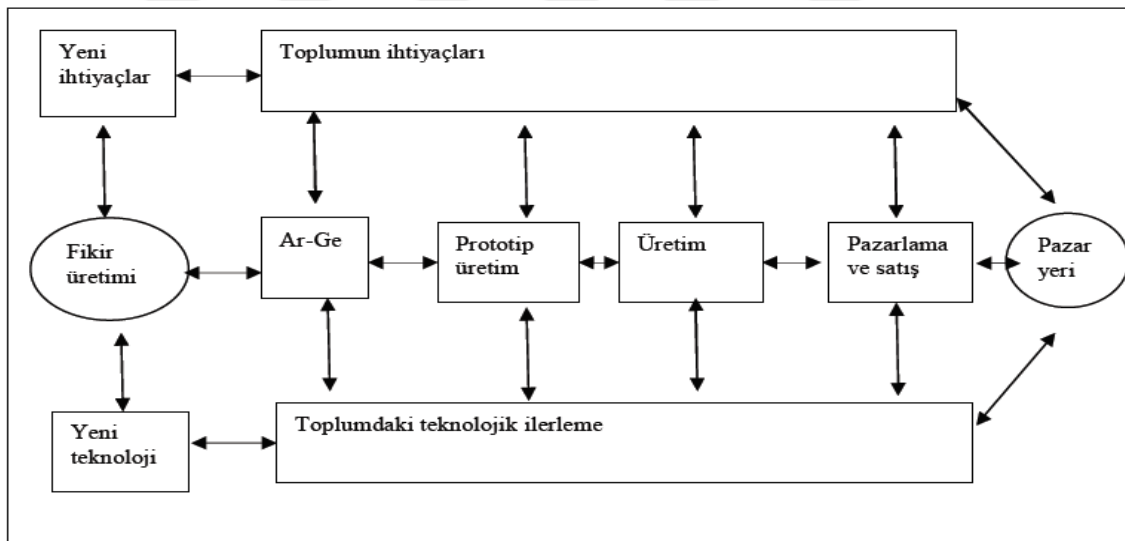 Yeni
ihtiyaçlar
Toplumun ihtiyaçları
Fikir
üretimi
Ar-Ge
Prototip
üretim
Üretim
Pazarlama
ve satış
Pazar
yeri
Yeni
teknoloji
Toplumdaki teknolojik ilerleme